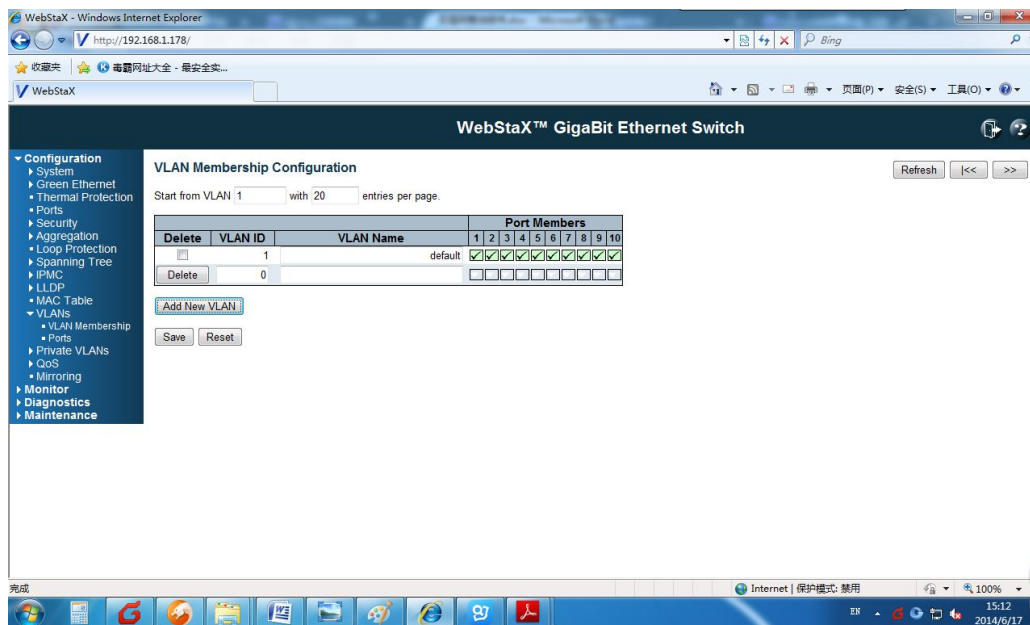 WebStaX - Windows Internet Explorer
http://192.168.1.178/
Bing
收藏夹 毒霸网址大全 - 最安全实...
WebStaX
页面(P) 安全(S) 工具(O)
WebStaX™ GigaBit Ethernet Switch
Configuration
System
Green Ethernet
Thermal Protection
Ports
Security
Aggregation
Loop Protection
Spanning Tree
IPMC
LLDP
MAC Table
VLANs
VLAN Membership
Ports
Private VLANs
QoS
Mirroring
Monitor
Diagnostics
Maintenance
VLAN Membership Configuration
Refresh |<< >>
Start from VLAN 1 with 20 entries per page.
Port Members
Delete VLAN ID VLAN Name 1 2 3 4 5 6 7 8 9 10
1 default
Delete 0
Add New VLAN
Save Reset
完成
Internet | 保护模式: 禁用
100%
EN
15:12
2014/6/17